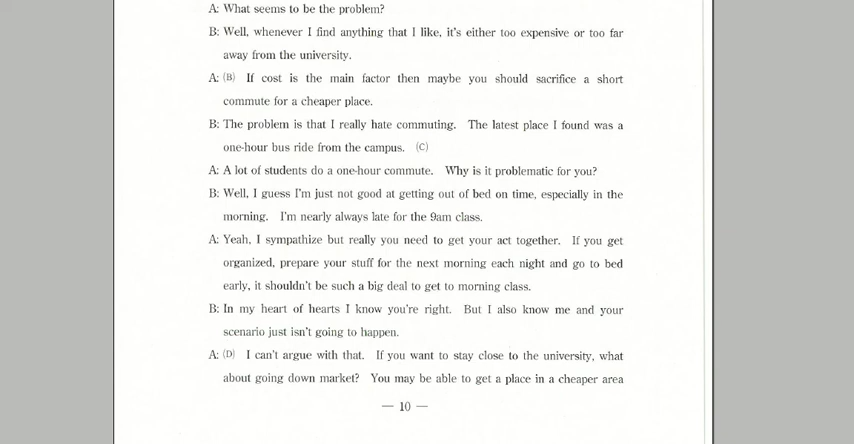 A: What seems to be the problem?
B: Well, whenever I find anything that I like, it's either too expensive or too far
away from the university.
A: (B) If cost is the main factor then maybe you should sacrifice a short
commute for a cheaper place.
B: The problem is that I really hate commuting. The latest place I found was a
one-hour bus ride from the campus. (C)
A: A lot of students do a one-hour commute. Why is it problematic for you?
B: Well, I guess I'm just not good at getting out of bed on time, especially in the
morning. I'm nearly always late for the 9am class.
A: Yeah, I sympathize but really you need to get your act together. If you get
organized, prepare your stuff for the next morning each night and go to bed
early, it shouldn't be such a big deal to get to morning class.
B: In my heart of hearts I know you're right. But I also know me and your
scenario just isn't going to happen.
A: (D) I can't argue with that. If you want to stay close to the university, what
about going down market? You may be able to get a place in a cheaper area
— 10 —